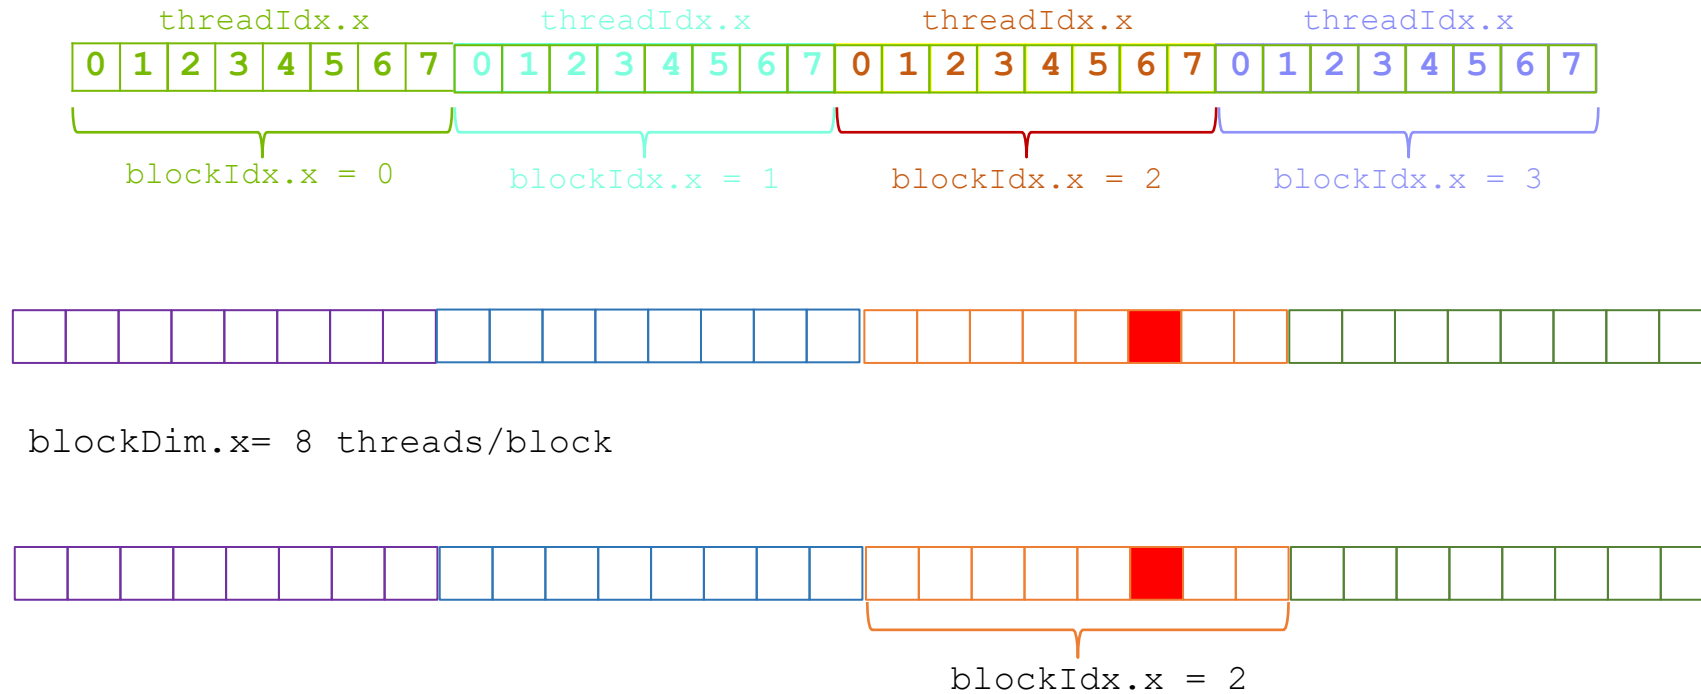 threadIdx.x threadIdx.x threadIdx.x threadIdx.x
0 1 2 3 4 5 6 7 0 1 2 3 4 5 6 7 0 1 2 3 4 5 6 7 0 1 2 3 4 5 6 7
blockIdx.x = 0 blockIdx.x = 1 blockIdx.x = 2 blockIdx.x = 3
blockDim.x= 8 threads/block
blockIdx.x = 2